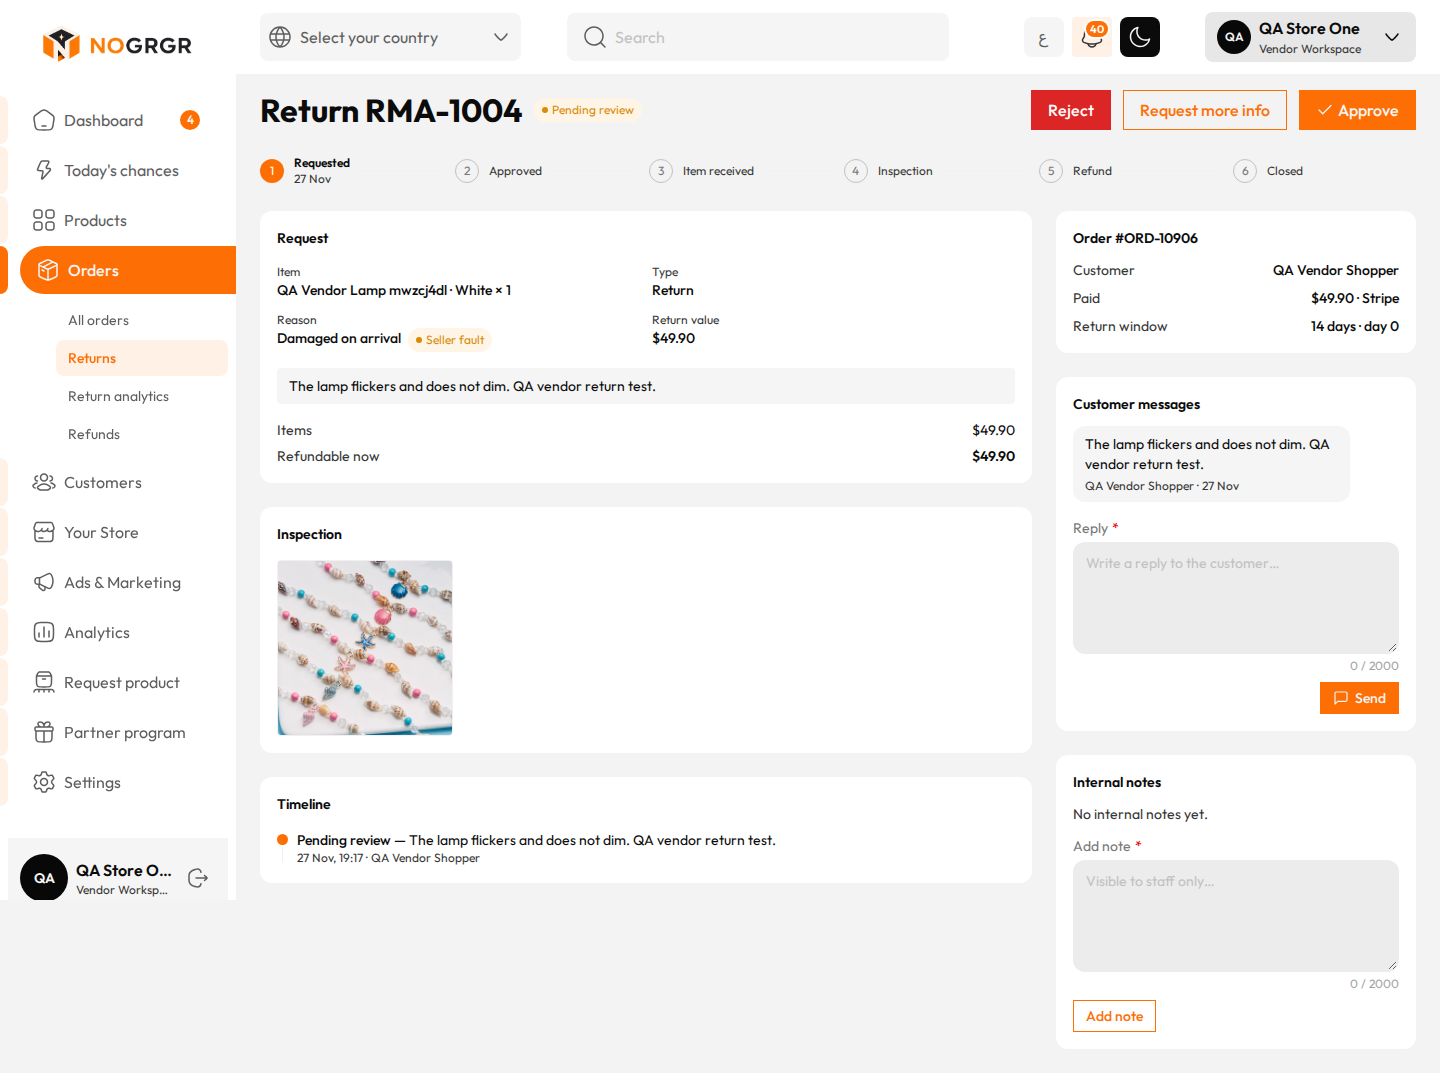 NOGRGR
Select your country
Search
ع
40
QA
QA Store One
Vendor Workspace
Dashboard
4
Today's chances
Products
Orders
All orders
Returns
Return analytics
Refunds
Customers
Your Store
Ads & Marketing
Analytics
Request product
Partner program
Settings
QA
QA Store O...
Vendor Worksp...
Return RMA-1004
Pending review
Reject
Request more info
Approve
1
Requested
27 Nov
2
Approved
3
Item received
4
Inspection
5
Refund
6
Closed
Request
Item
QA Vendor Lamp mwzcj4dl · White × 1
Type
Return
Reason
Damaged on arrival
Seller fault
Return value
$49.90
The lamp flickers and does not dim. QA vendor return test.
Items
$49.90
Refundable now
$49.90
Inspection
Timeline
Pending review — The lamp flickers and does not dim. QA vendor return test.
27 Nov, 19:17 · QA Vendor Shopper
Order #ORD-10906
Customer
QA Vendor Shopper
Paid
$49.90 · Stripe
Return window
14 days · day 0
Customer messages
The lamp flickers and does not dim. QA
vendor return test.
QA Vendor Shopper · 27 Nov
Reply *
Write a reply to the customer...
0 / 2000
Send
Internal notes
No internal notes yet.
Add note *
Visible to staff only...
0 / 2000
Add note